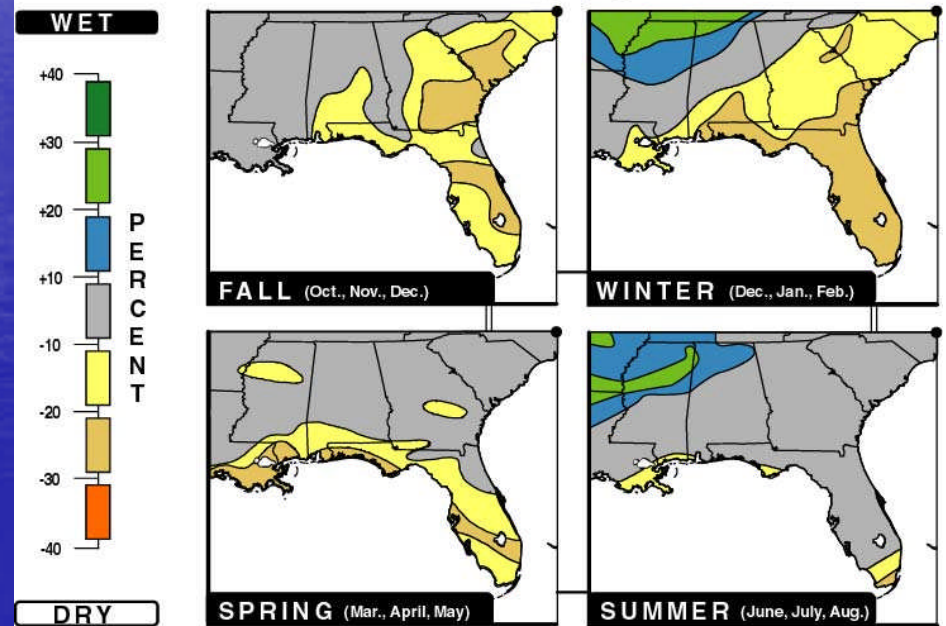 WET
+40
+30
+20
+10
-10
-20
-30
-40
PERCENT
DRY
FALL (Oct., Nov., Dec.)
WINTER (Dec., Jan., Feb.)
SPRING (Mar., April, May)
SUMMER (June, July, Aug.)